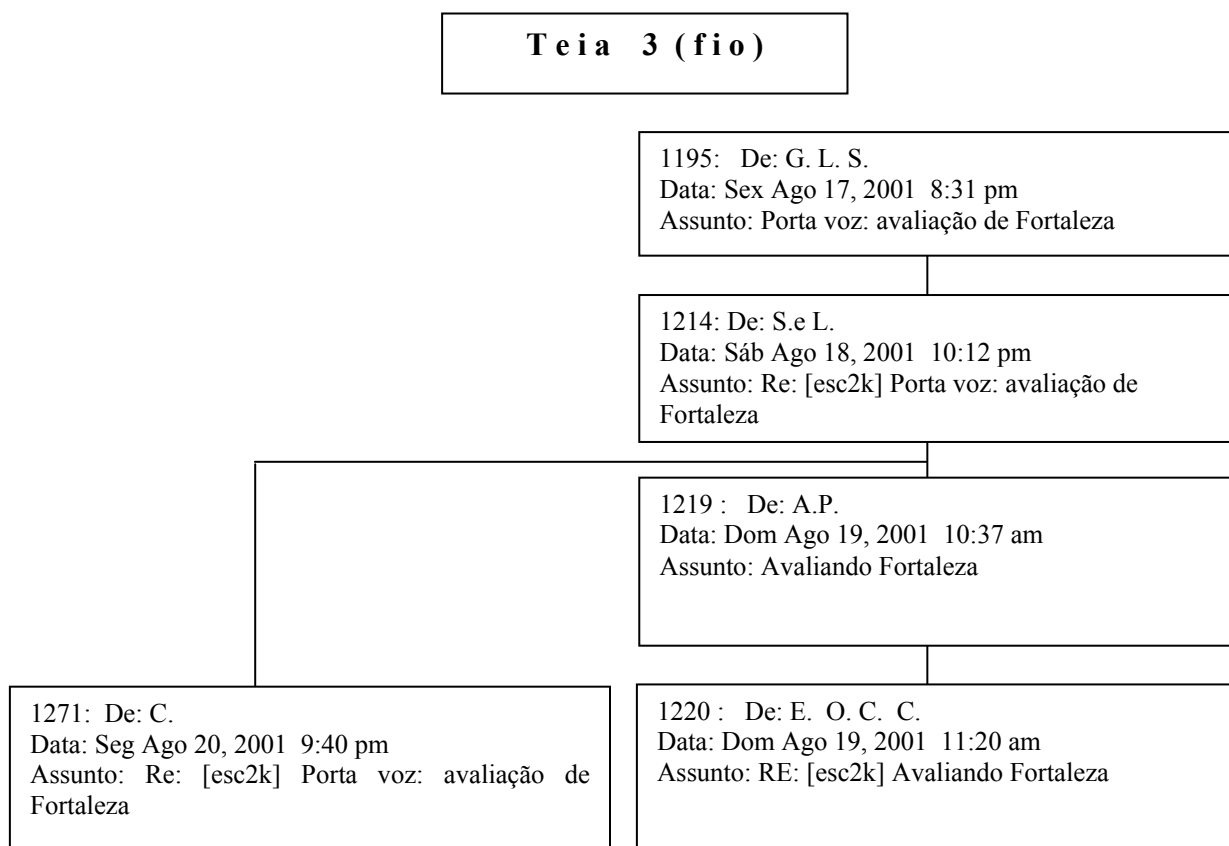 Teia 3 (fio)
1195: De: G. L. S.
Data: Sex Ago 17, 2001 8:31 pm
Assunto: Porta voz: avaliação de Fortaleza
1214: De: S.e L.
Data: Sáb Ago 18, 2001 10:12 pm
Assunto: Re: [esc2k] Porta voz: avaliação de
Fortaleza
1219 : De: A.P.
Data: Dom Ago 19, 2001 10:37 am
Assunto: Avaliando Fortaleza
1271: De: C.
Data: Seg Ago 20, 2001 9:40 pm
Assunto: Re: [esc2k] Porta voz: avaliação de
Fortaleza
1220 : De: E. O. C. C.
Data: Dom Ago 19, 2001 11:20 am
Assunto: RE: [esc2k] Avaliando Fortaleza